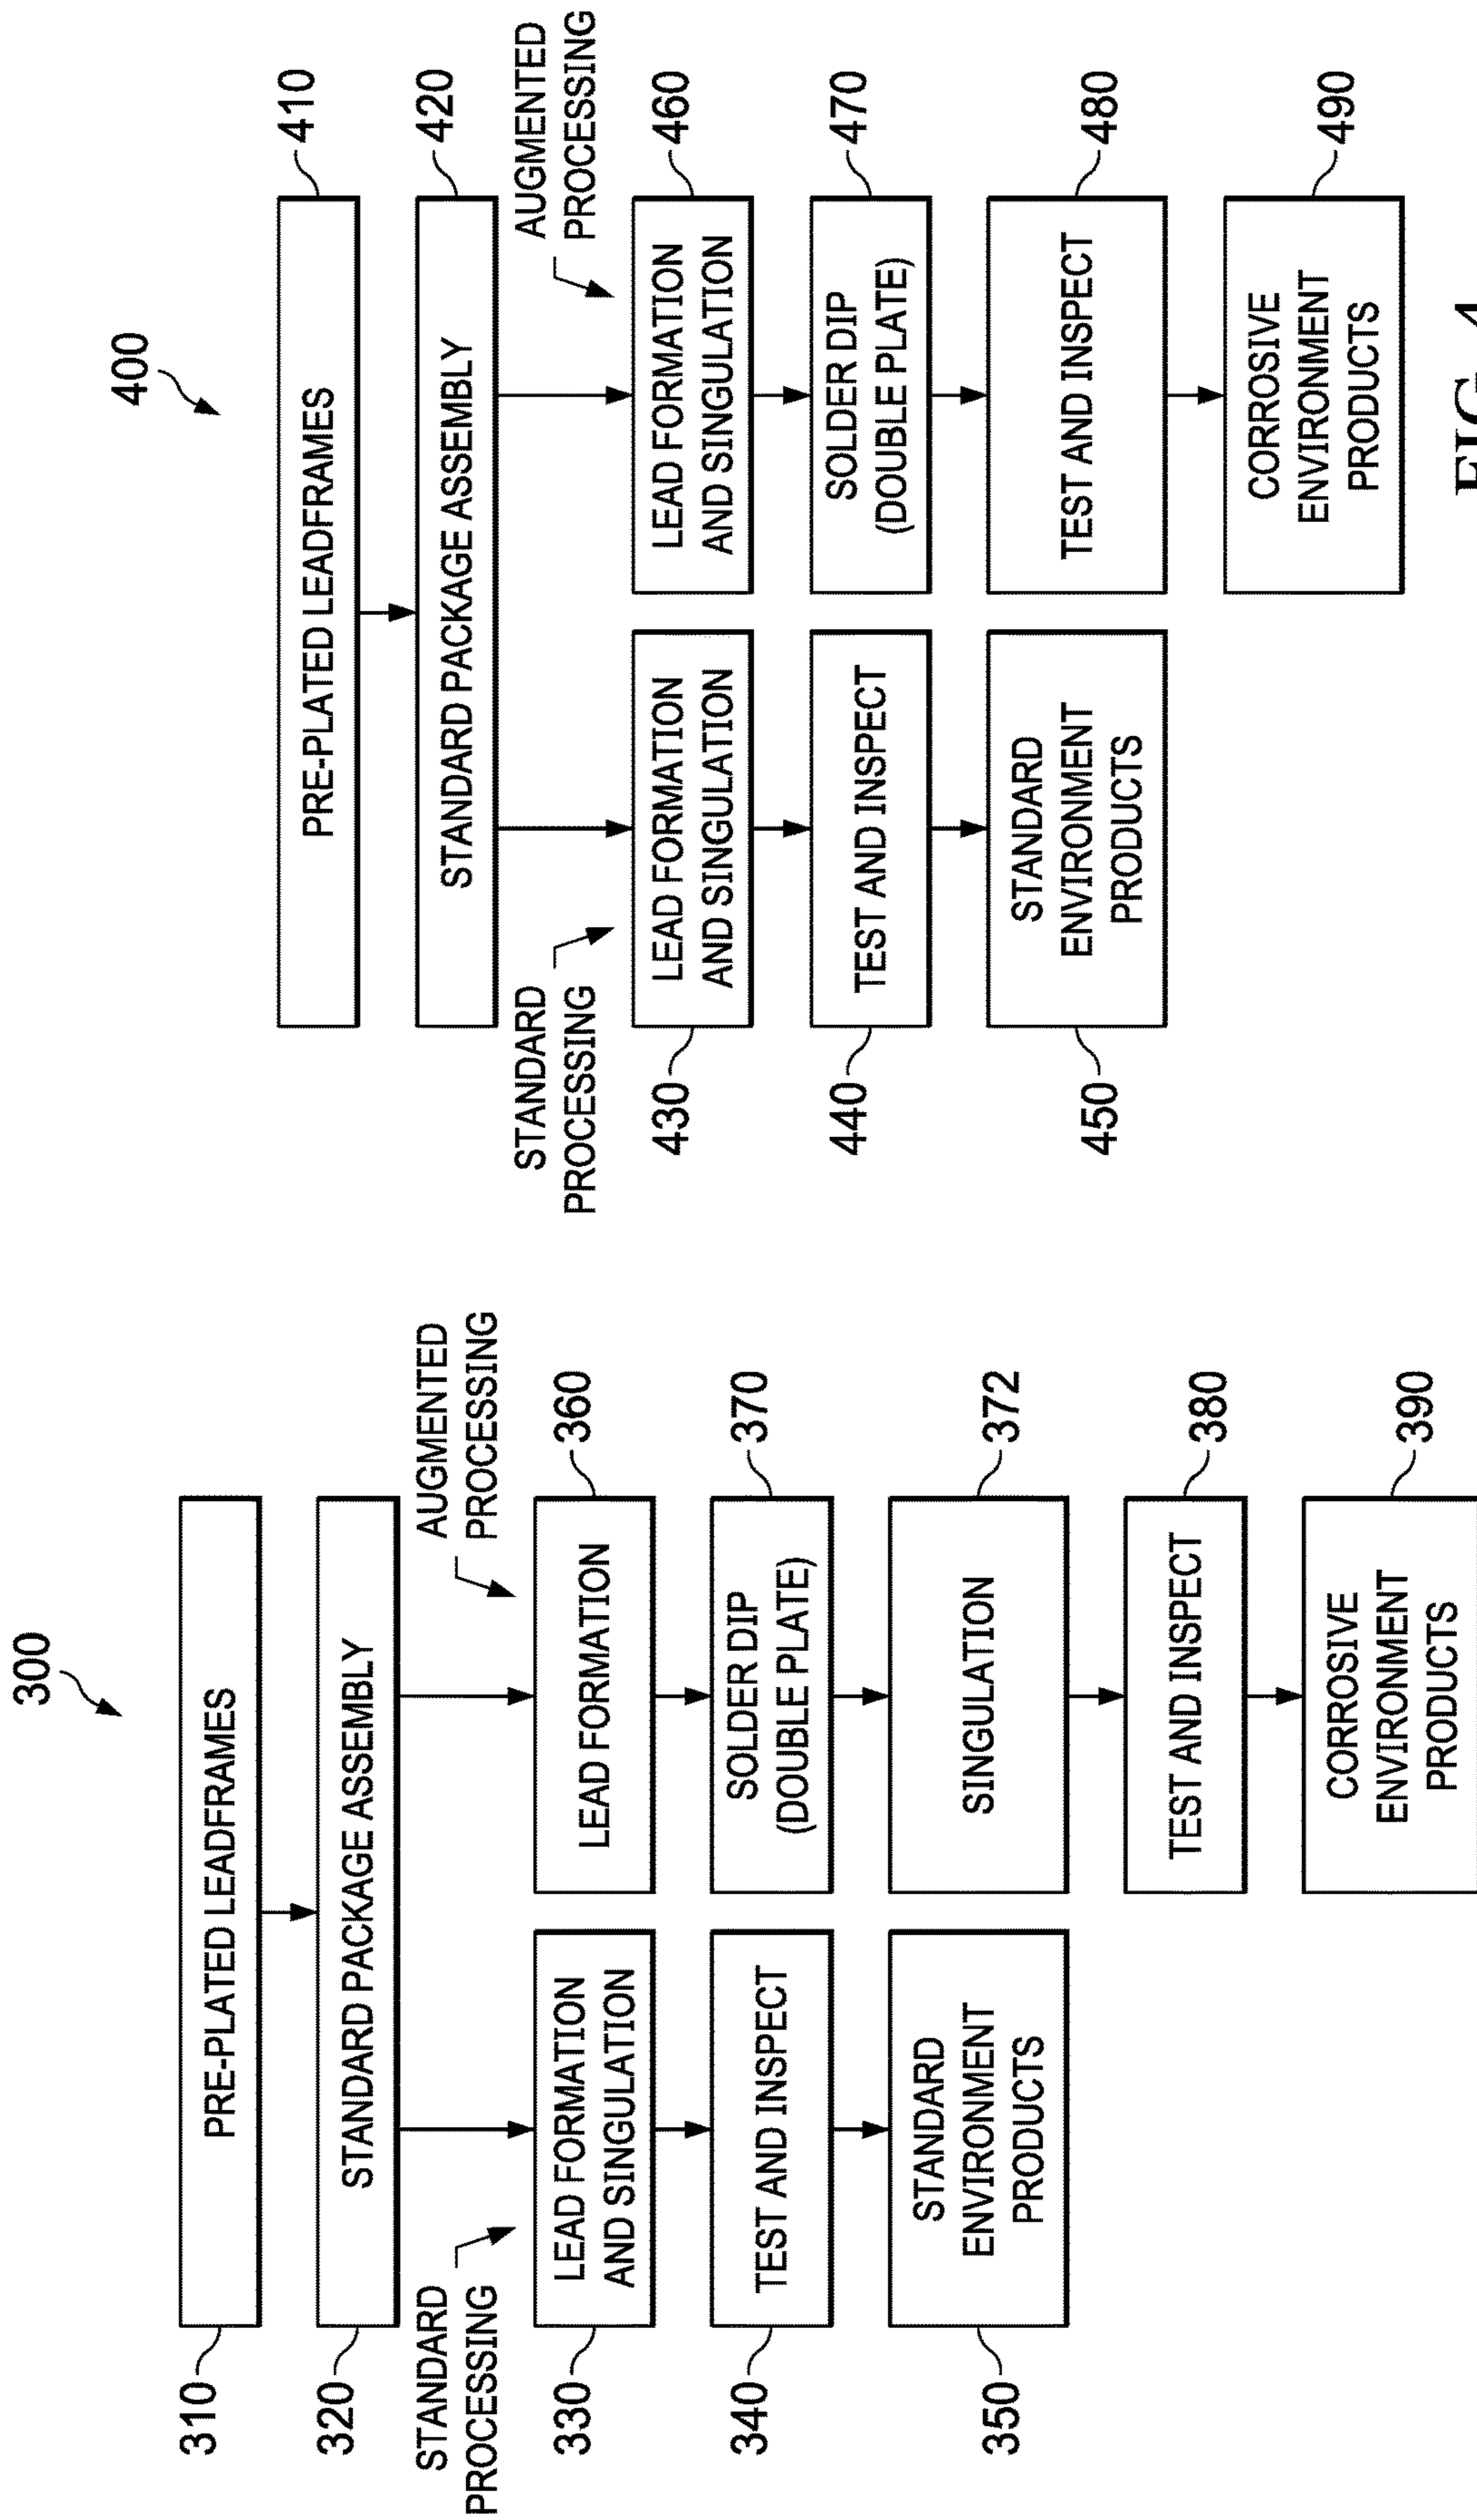 300
PRE-PLATED LEADFRAMES
310
STANDARD PACKAGE ASSEMBLY
320
STANDARD
PROCESSING
AUGMENTED
PROCESSING
330
LEAD FORMATION
AND SINGULATION
LEAD FORMATION
360
340
TEST AND INSPECT
SOLDER DIP
(DOUBLE PLATE)
370
350
STANDARD
ENVIRONMENT
PRODUCTS
SINGULATION
372
TEST AND INSPECT
380
CORROSIVE
ENVIRONMENT
PRODUCTS
390
400
PRE-PLATED LEADFRAMES
410
STANDARD PACKAGE ASSEMBLY
420
STANDARD
PROCESSING
AUGMENTED
PROCESSING
430
LEAD FORMATION
AND SINGULATION
LEAD FORMATION
AND SINGULATION
460
440
TEST AND INSPECT
SOLDER DIP
(DOUBLE PLATE)
470
450
STANDARD
ENVIRONMENT
PRODUCTS
TEST AND INSPECT
480
CORROSIVE
ENVIRONMENT
PRODUCTS
490
FIG. 4